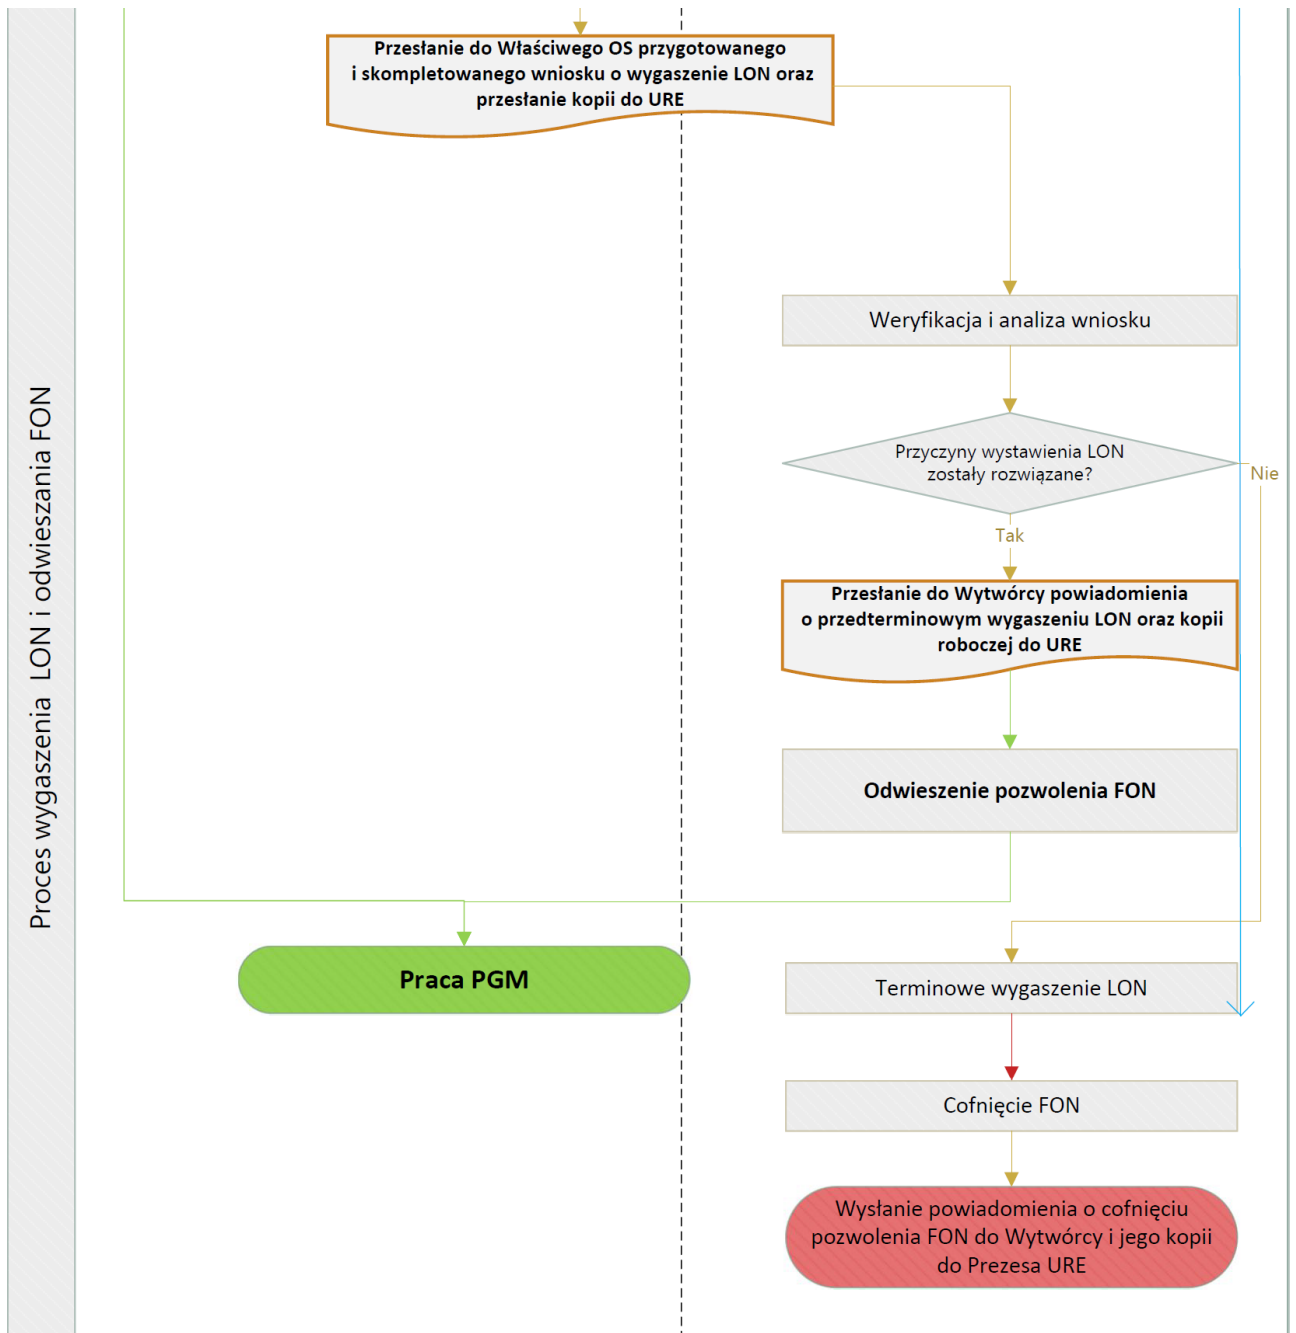 Proces wygaszenia LON i odwieszania FON
Przesłanie do Właściwego OS przygotowanego
i skompletowanego wniosku o wygaszenie LON oraz
przesłanie kopii do URE
Weryfikacja i analiza wniosku
Przyczyny wystawienia LON
zostały rozwiązane?
Nie
Tak
Przesłanie do Wytwórcy powiadomienia
o przedterminowym wygaszeniu LON oraz kopii
roboczej do URE
Odwieszenie pozwolenia FON
Praca PGM
Terminowe wygaszenie LON
Cofnięcie FON
Wysłanie powiadomienia o cofnięciu
pozwolenia FON do Wytwórcy i jego kopii
do Prezesa URE